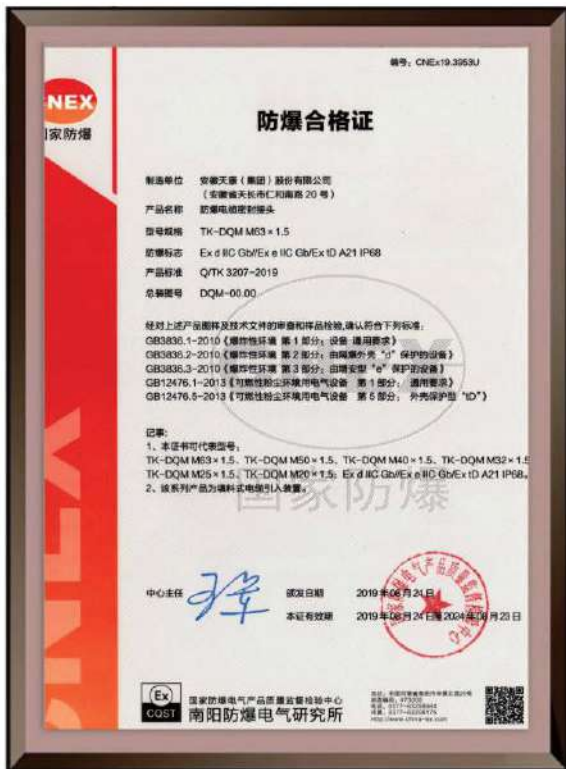 编号：CNEx19.3953U
CNEX
国家防爆
防爆合格证
制造单位 安徽天康（集团）股份有限公司
（安徽省天长市仁和南路20号）
产品名称 防爆电缆密封接头
型号规格 TK-DQM M63×1.5
防爆标志 Ex d IIC Gb//Ex e IIC Gb/Ex tD A21 IP68
产品标准 Q/TK 3207-2019
总装图号 DQM-00.00
经对上述产品图样及技术文件的审查和样品检验,请认符合下列标准：
GB3836.1-2010《爆炸性环境 第1部分：设备 通用要求》
GB3836.2-2010《爆炸性环境 第2部分：由隔爆外壳“d”保护的设备》
GB3836.3-2010《爆炸性环境 第3部分：由增安型“e”保护的设备》
GB12476.1-2013《可燃性粉尘环境用电气设备 第1部分：通用要求》
GB12476.5-2013《可燃性粉尘环境用电气设备 第5部分：外壳保护型“tD”》
记事：
1、本证书可代表型号：
TK-DQM M63×1.5、TK-DQM M50×1.5、TK-DQM M40×1.5、TK-DQM M32×1.5
TK-DQM M25×1.5、TK-DQM M20×1.5；Ex d IIC Gb//Ex e IIC Gb/Ex tD A21 IP68。
2、该系列产品为填料式电缆引入装置。
国家防爆
中心主任
颁发日期 2019年08月24日
本证有效期 2019年08月24日至2024年08月23日
Ex
CQST
国家防爆电气产品质量监督检验中心
南阳防爆电气研究所
http://www.china-ex.com